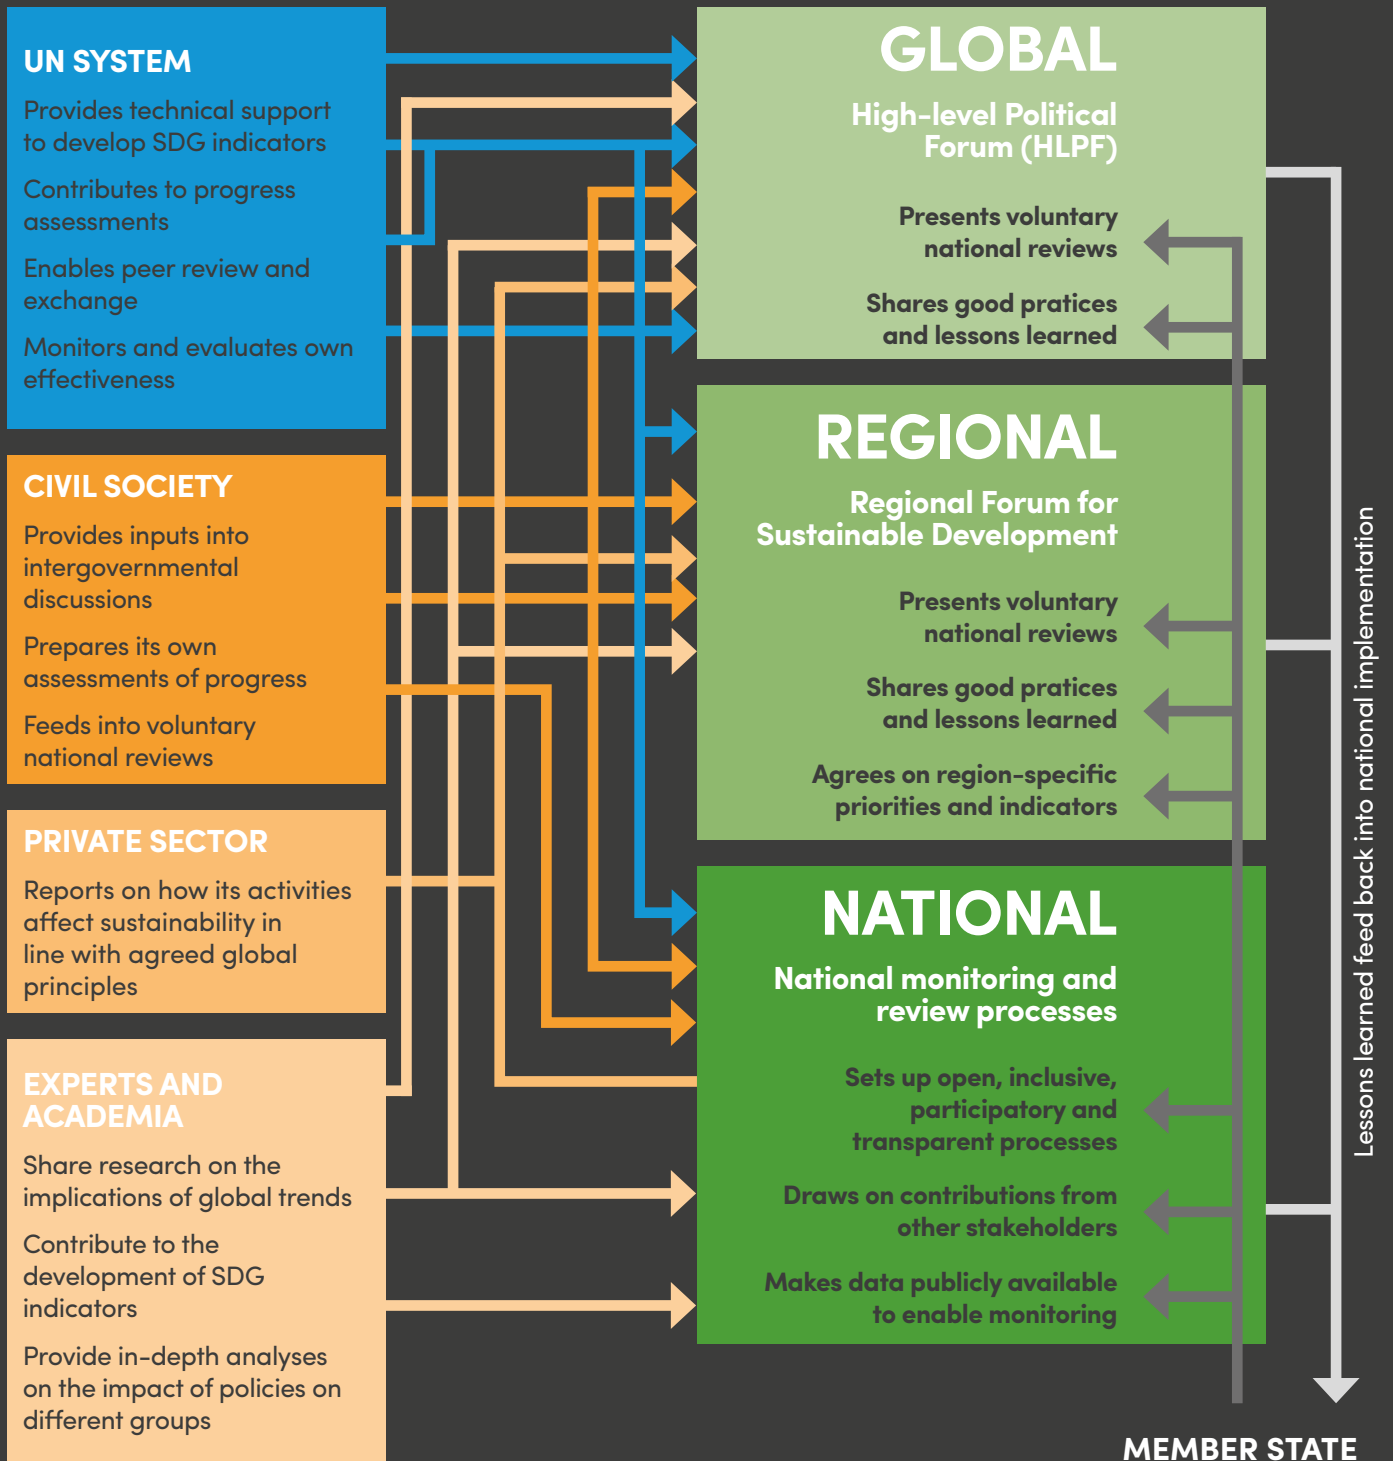 UN SYSTEM
Provides technical support
to develop SDG indicators
Contributes to progress
assessments
Enables peer review and
exchange
Monitors and evaluates own
effectiveness
CIVIL SOCIETY
Provides inputs into
intergovernmental
discussions
Prepares its own
assessments of progress
Feeds into voluntary
national reviews
PRIVATE SECTOR
Reports on how its activities
affect sustainability in
line with agreed global
principles
EXPERTS AND
ACADEMIA
Share research on the
implications of global trends
Contribute to the
development of SDG
indicators
Provide in-depth analyses
on the impact of policies on
different groups
GLOBAL
High-level Political
Forum (HLPF)
Presents voluntary
national reviews
Shares good pratices
and lessons learned
REGIONAL
Regional Forum for
Sustainable Development
Presents voluntary
national reviews
Shares good pratices
and lessons learned
Agrees on region-specific
priorities and indicators
NATIONAL
National monitoring and
review processes
Sets up open, inclusive,
participatory and
transparent processes
Draws on contributions from
other stakeholders
Makes data publicly available
to enable monitoring
Lessons learned feed back into national implementation
MEMBER STATE